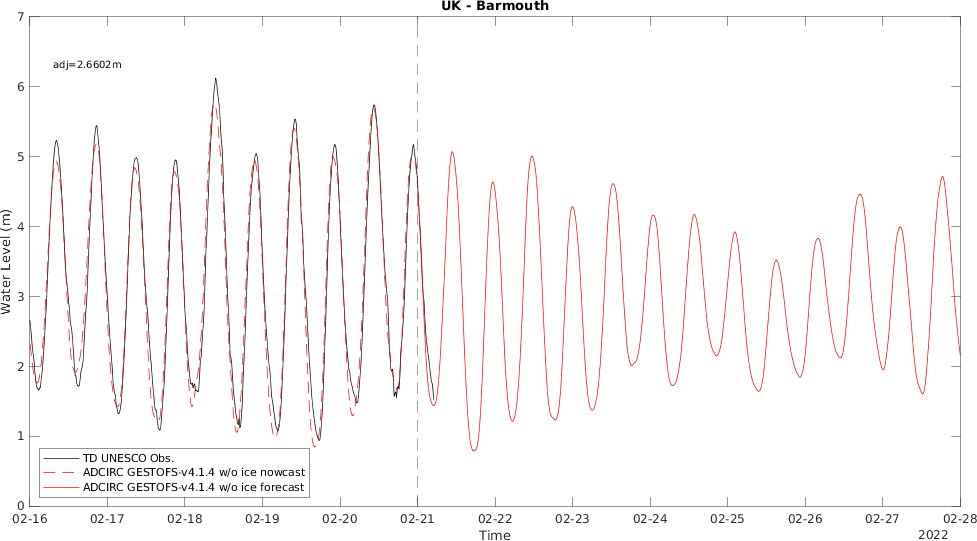 UK - Barmouth
adj=2.6602m
Water Level (m)
7
6
5
4
3
2
1
0
TD UNESCO Obs.
ADCIRC GESTOFS-v4.1.4 w/o ice nowcast
ADCIRC GESTOFS-v4.1.4 w/o ice forecast
02-16 02-17 02-18 02-19 02-20 02-21 02-22 02-23 02-24 02-25 02-26 02-27 02-28
Time
2022